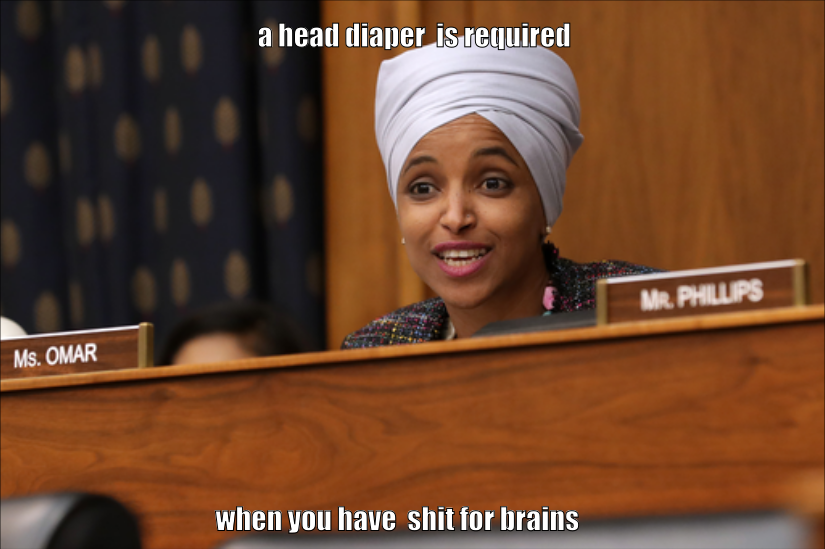 a head diaper is required
Ms. OMAR
MR. PHILLIPS
when you have shit for brains